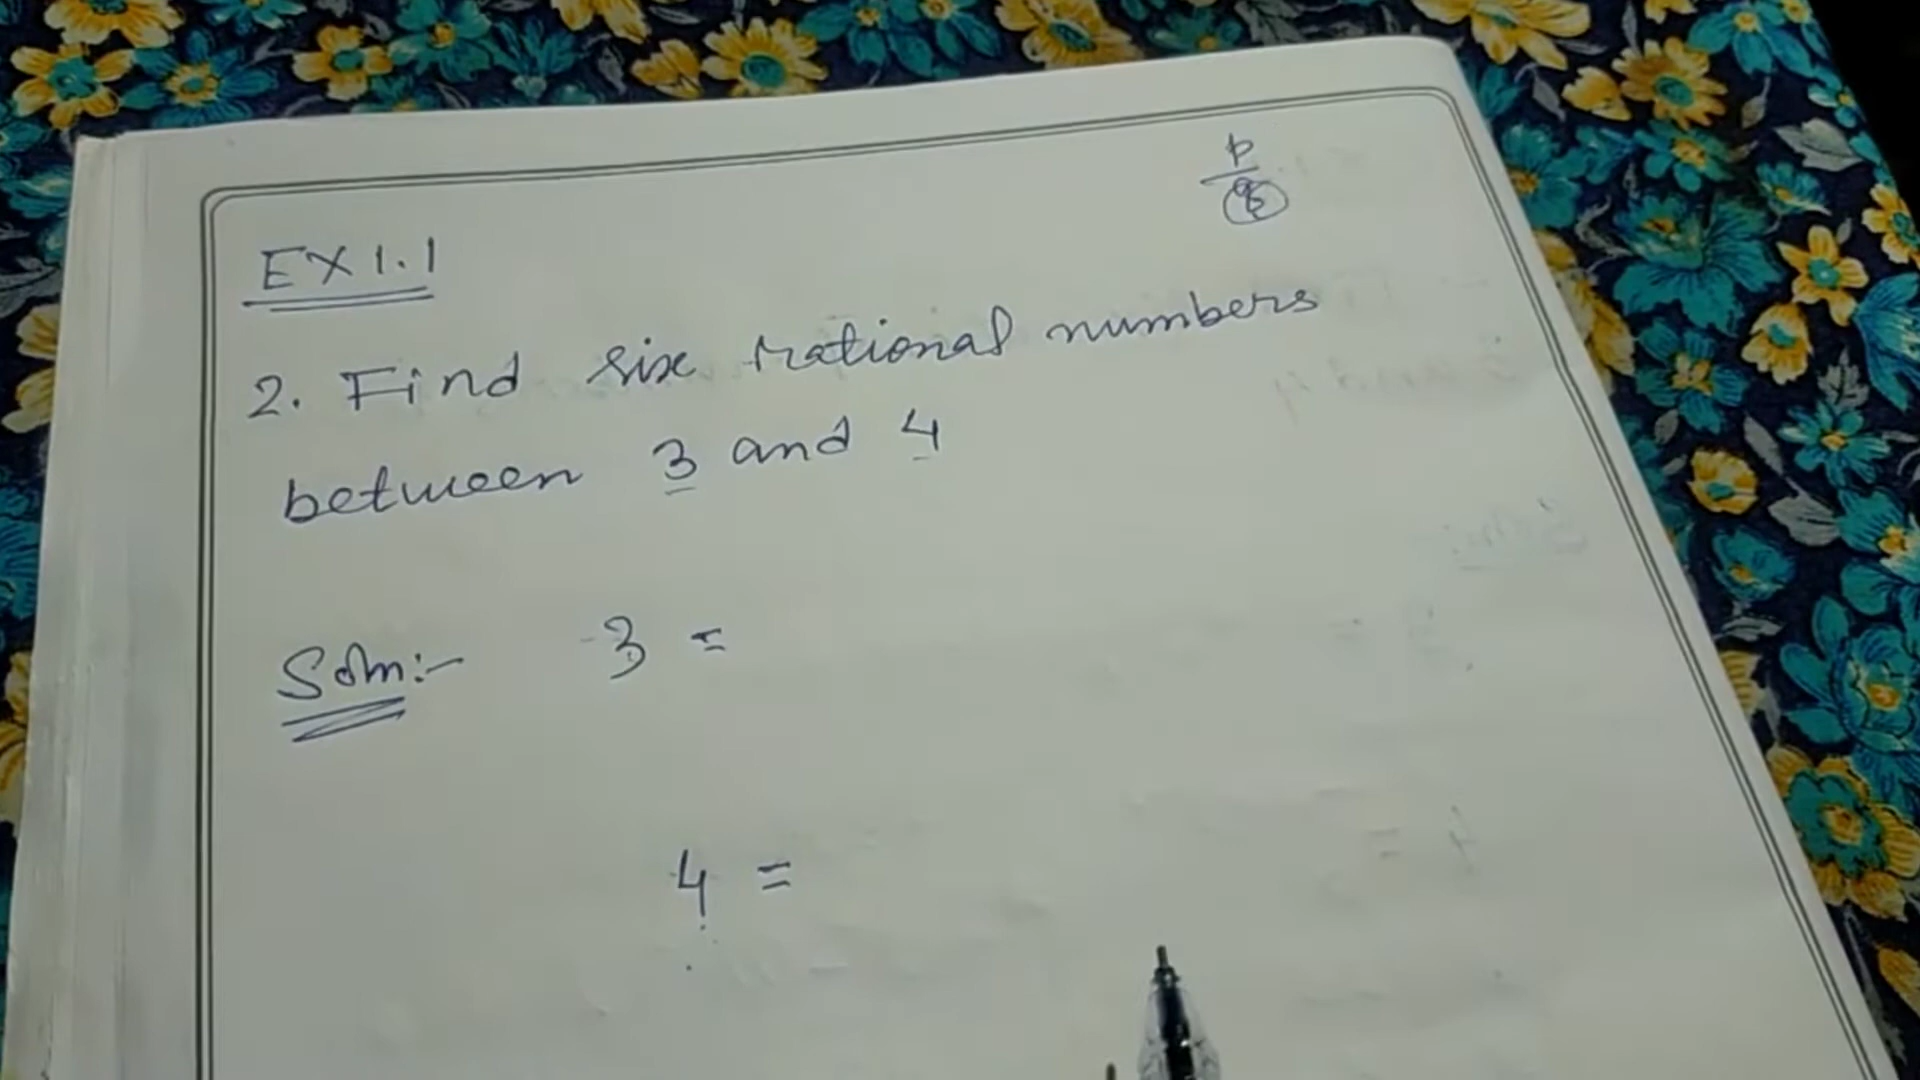 p
q
EX 1.1
2. Find six rational numbers
between 3 and 4
Soln:- 3 =
4 =